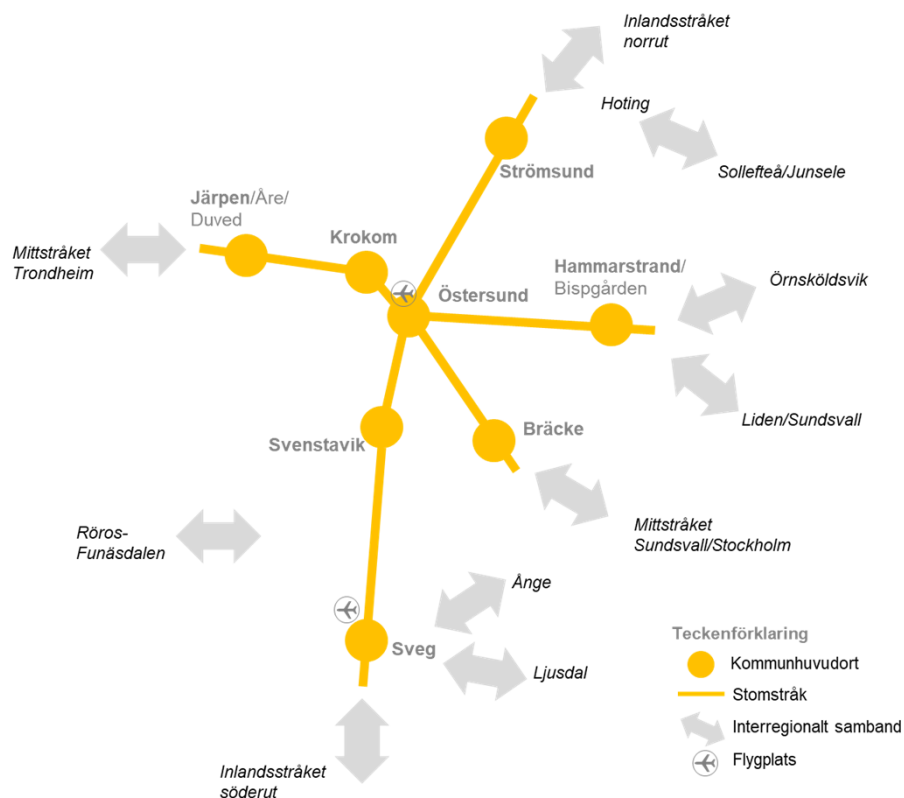 Inlandsstråket
norrut
Hoting
Sollefteå/Junsele
Strömsund
Järpen/Åre/
Duved
Krokom
Mittstråket
Trondheim
Hammarstrand/
Bispgården
Örnsköldsvik
Östersund
Liden/Sundsvall
Svenstavik
Bräcke
Mittstråket
Sundsvall/Stockholm
Röros-
Funäsdalen
Ånge
Sveg
Ljusdal
Inlandsstråket
söderut
Teckenförklaring
Kommunhuvudort
Stomstråk
Interregionalt samband
Flygplats